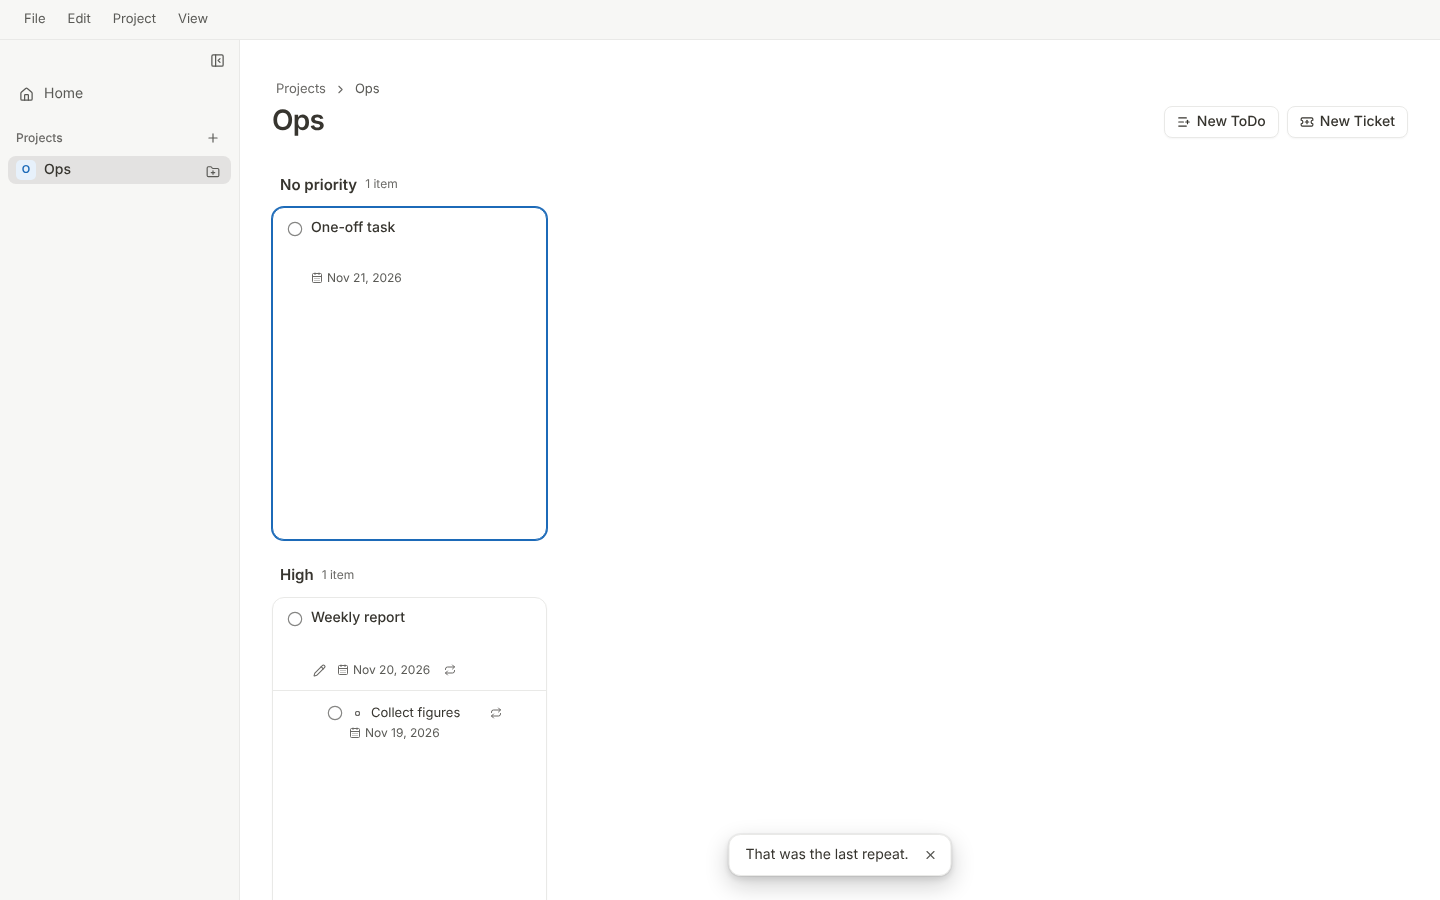 File Edit Project View
Home
Projects
O Ops
Projects > Ops
Ops
New ToDo New Ticket
No priority 1 item
One-off task
Nov 21, 2026
High 1 item
Weekly report
Nov 20, 2026
Collect figures
Nov 19, 2026
That was the last repeat.